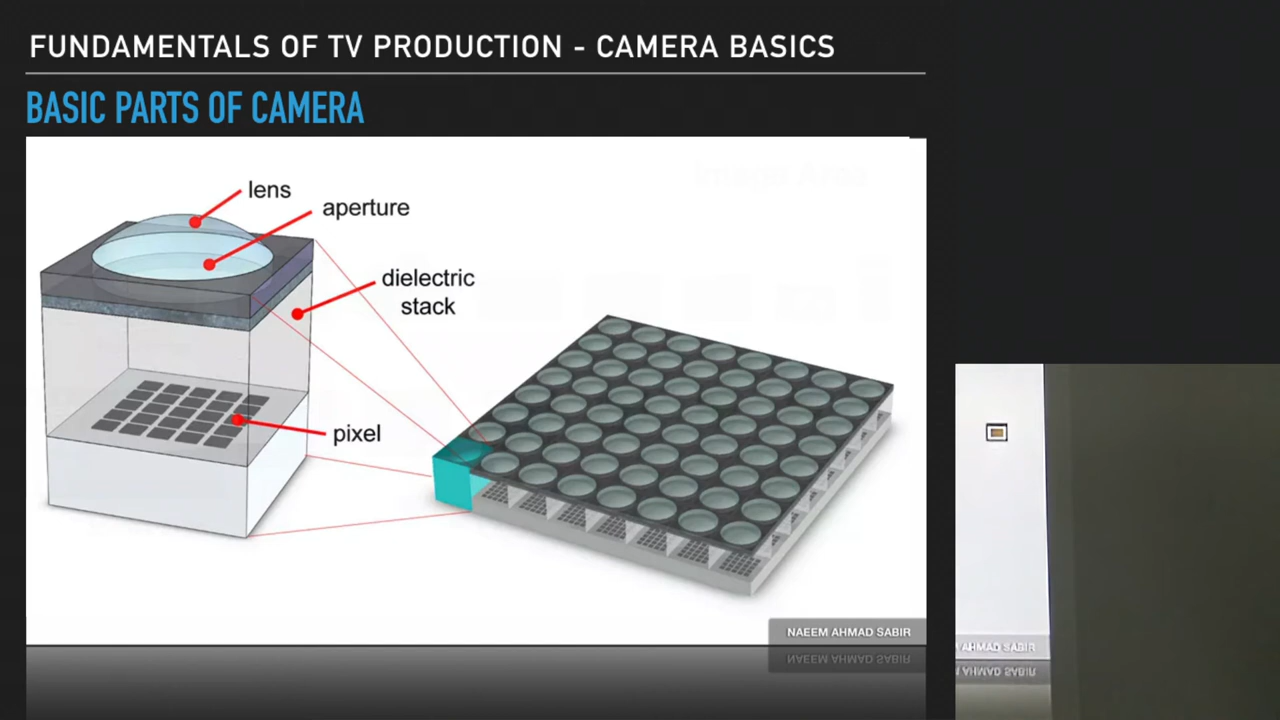 FUNDAMENTALS OF TV PRODUCTION - CAMERA BASICS
BASIC PARTS OF CAMERA
lens
aperture
dielectric
stack
pixel
NAEEM AHMAD SABIR
AHMAD SABIR